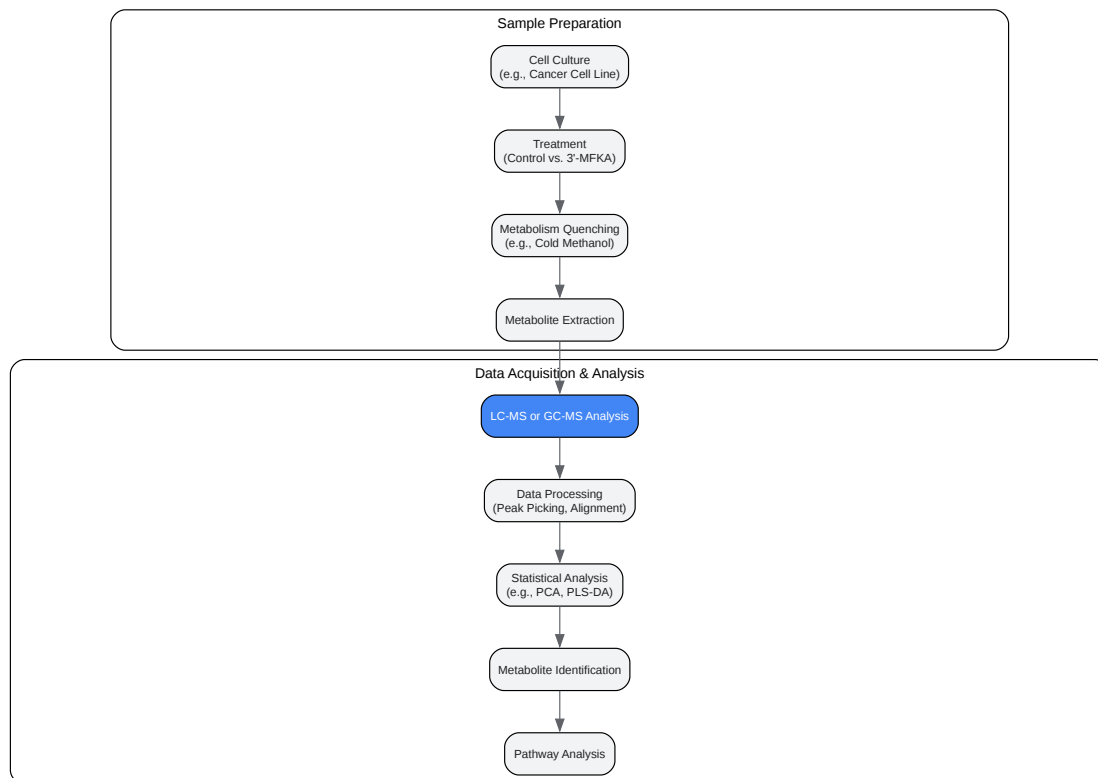 Sample Preparation
Cell Culture
(e.g., Cancer Cell Line)
Treatment
(Control vs. 3'-MFKA)
Metabolism Quenching
(e.g., Cold Methanol)
Metabolite Extraction
Data Acquisition & Analysis
LC-MS or GC-MS Analysis
Data Processing
(Peak Picking, Alignment)
Statistical Analysis
(e.g., PCA, PLS-DA)
Metabolite Identification
Pathway Analysis